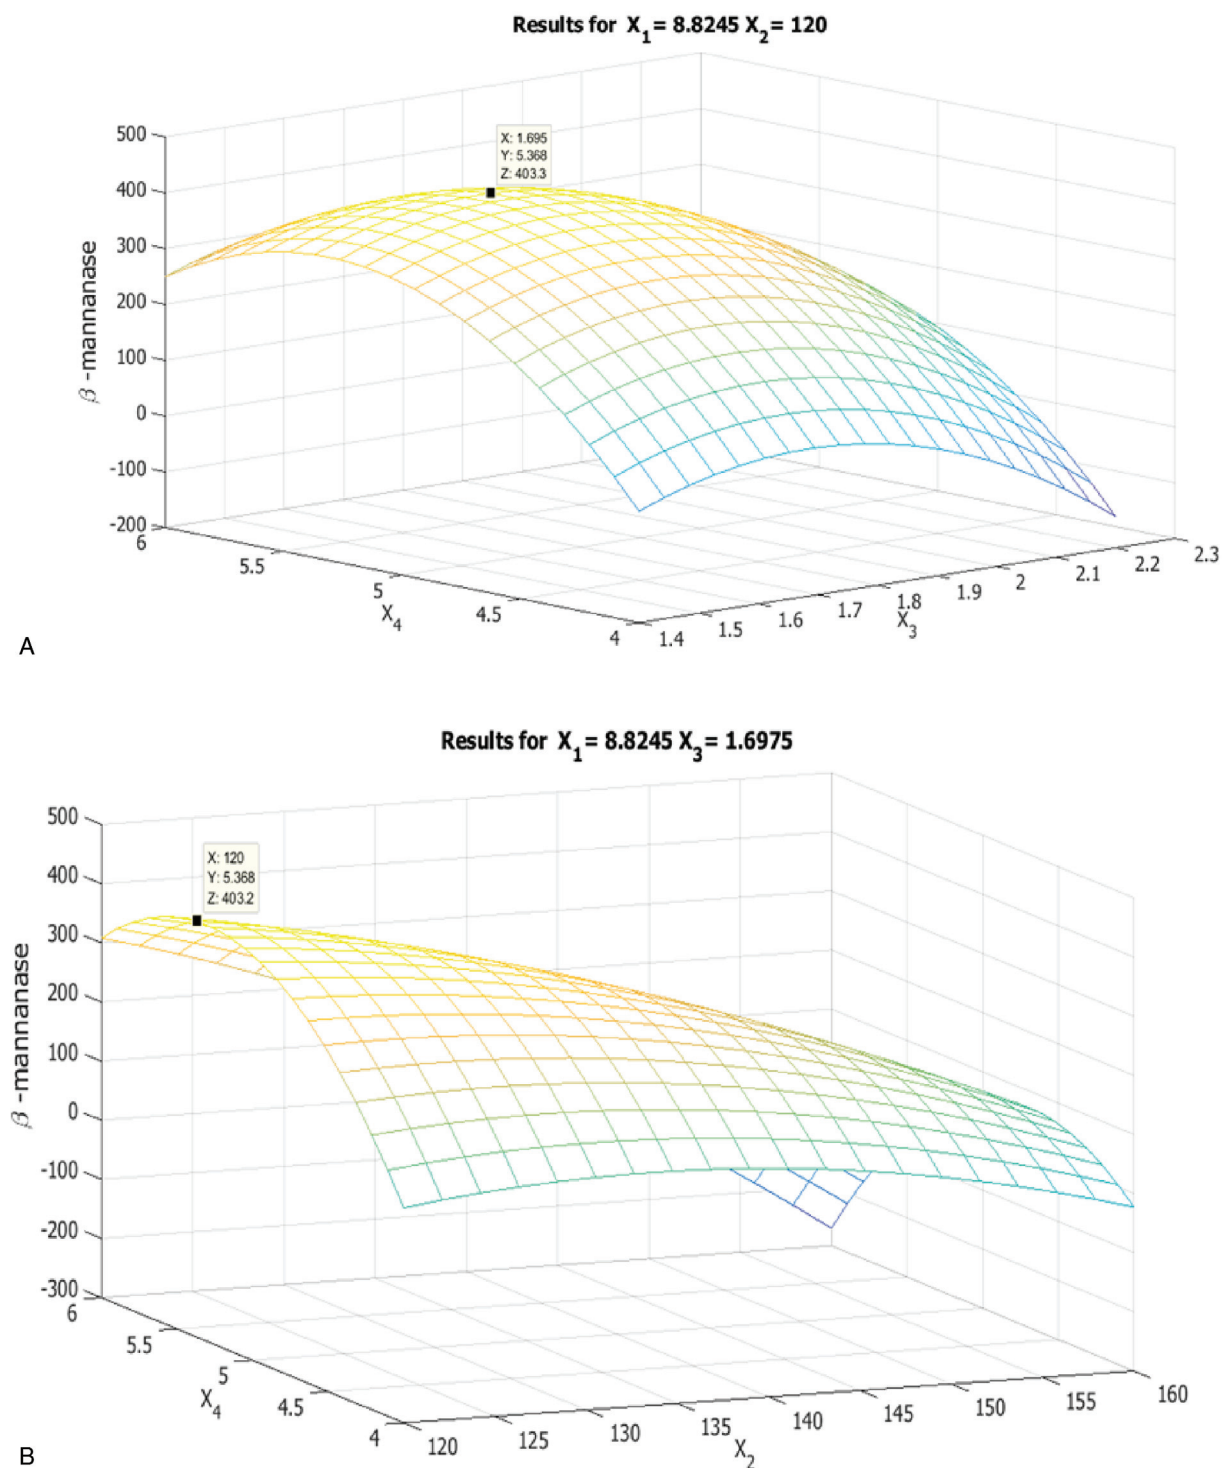 Results for X1= 8.8245 X2= 120
X: 1.695
Y: 5.368
Z: 403.3
500
400
300
200
100
0
-100
-200
β -mannanase
6
5.5
5
4.5
4
X4
1.4
1.5
1.6
1.7
1.8
1.9
2
2.1
2.2
2.3
X3
A
Results for X1= 8.8245 X3= 1.6975
X: 120
Y: 5.368
Z: 403.2
500
400
300
200
100
0
-100
-200
-300
β -mannanase
6
5.5
5
4.5
4
X4
120
125
130
135
140
145
150
155
160
X2
B